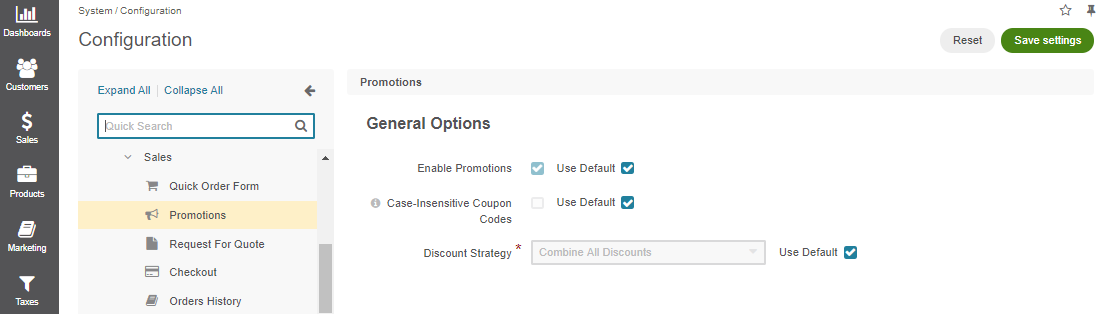 Dashboards
Customers
Sales
Products
Marketing
Taxes
System / Configuration
Configuration
Reset
Save settings
Expand All | Collapse All
Quick Search
Sales
Quick Order Form
Promotions
Request For Quote
Checkout
Orders History
Promotions
General Options
Enable Promotions Use Default
Case-Insensitive Coupon Use Default
Codes
Discount Strategy * Combine All Discounts Use Default